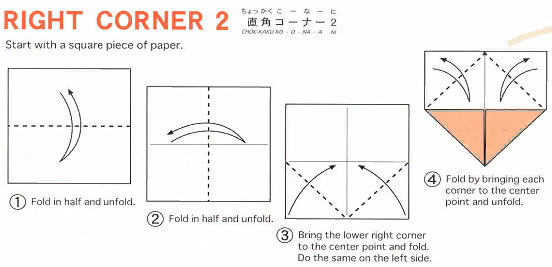 RIGHT CORNER 2
ちょっかく こ ー な ー に
直角コーナー2
CHOK-KAKU KO - O - NA - A NI
Start with a square piece of paper.
① Fold in half and unfold.
② Fold in half and unfold.
③ Bring the lower right corner
to the center point and fold.
Do the same on the left side.
④ Fold by bringing each
corner to the center
point and unfold.